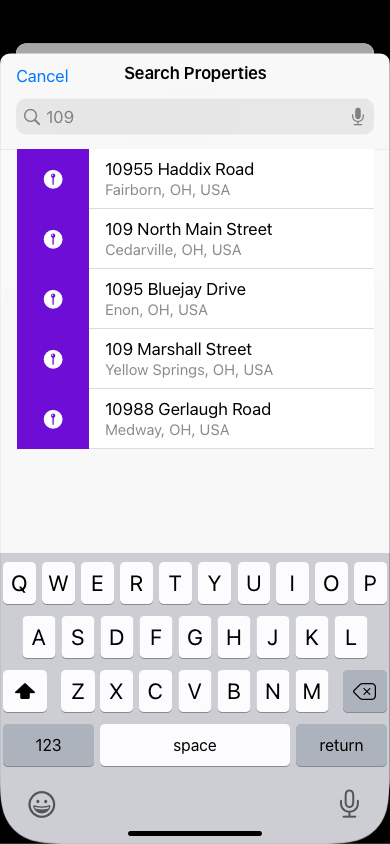 Cancel
Search Properties
109
10955 Haddix Road
Fairborn, OH, USA
109 North Main Street
Cedarville, OH, USA
1095 Bluejay Drive
Enon, OH, USA
109 Marshall Street
Yellow Springs, OH, USA
10988 Gerlaugh Road
Medway, OH, USA
Q W E R T Y U I O P
A S D F G H J K L
Z X C V B N M
123 space return